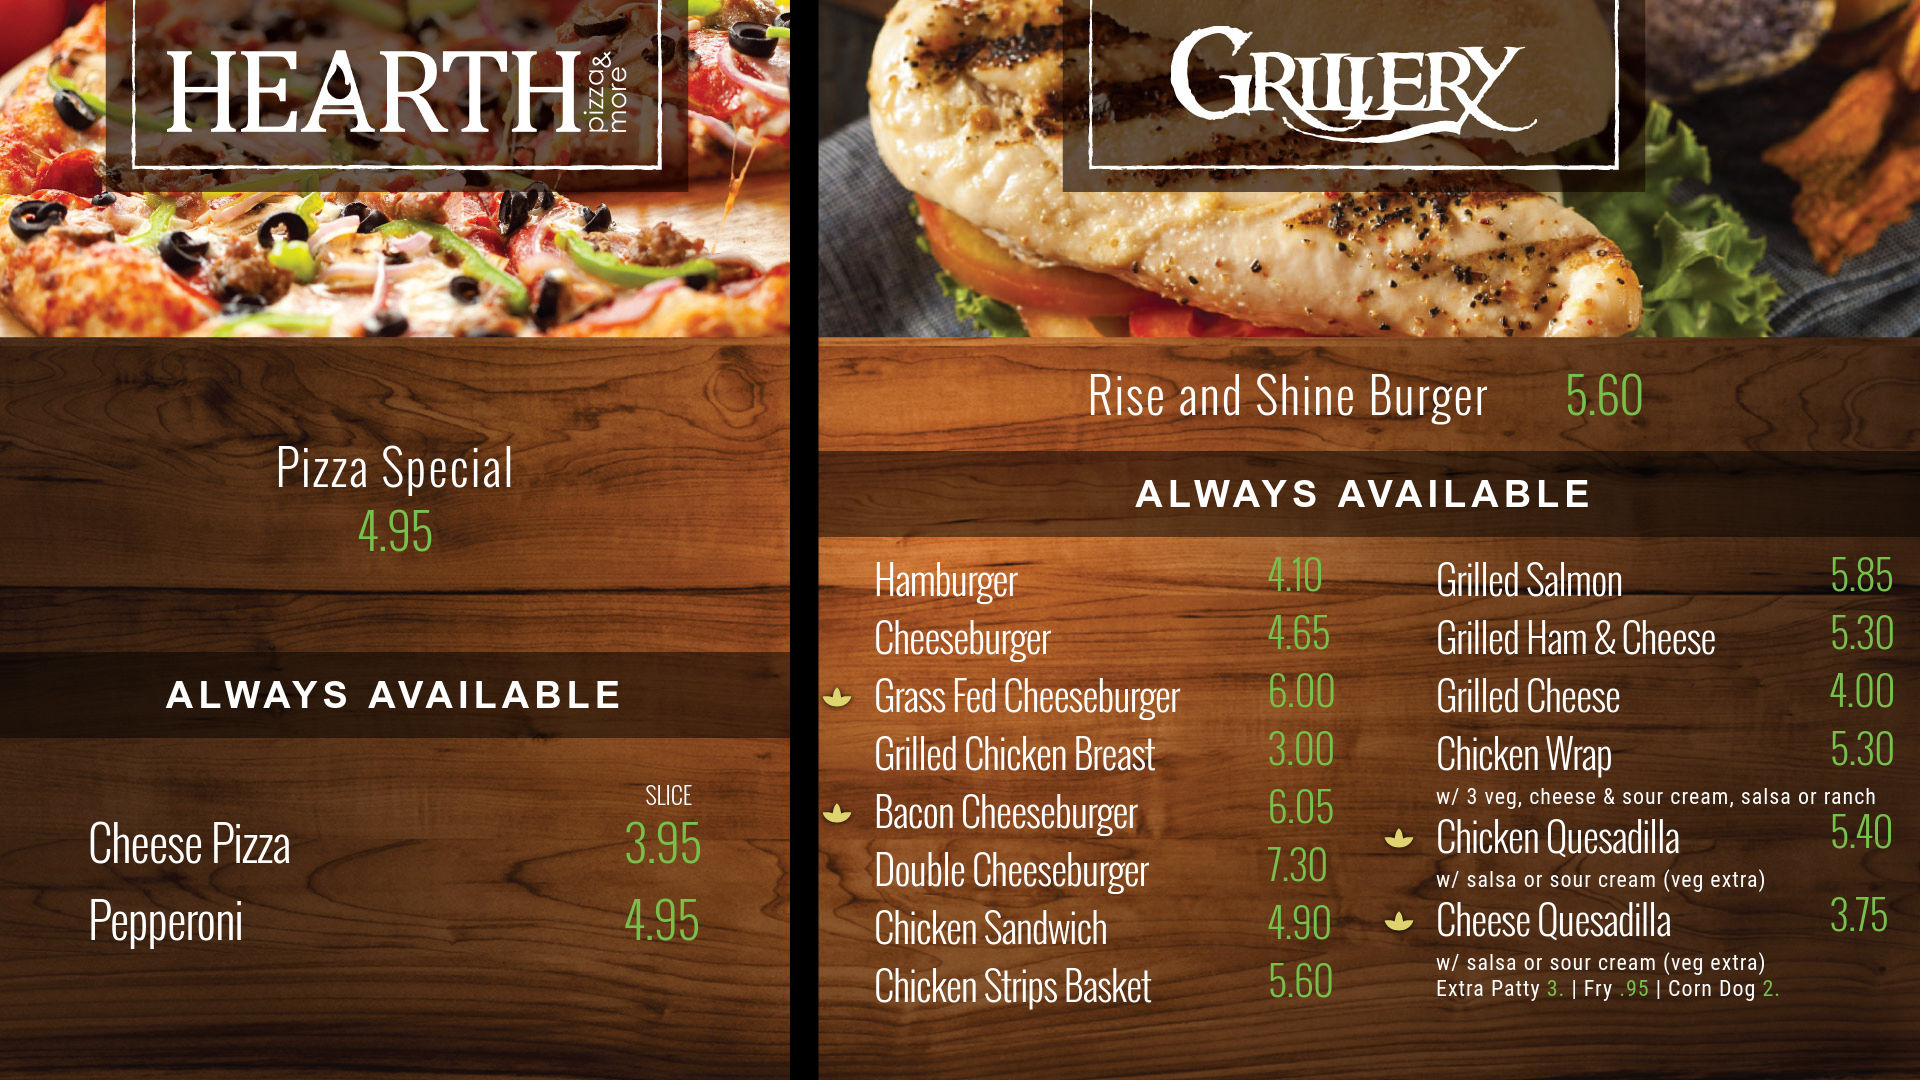 HEARTH pizza& more
Pizza Special
4.95
ALWAYS AVAILABLE
SLICE
Cheese Pizza 3.95
Pepperoni 4.95
GRILLERY
Rise and Shine Burger 5.60
ALWAYS AVAILABLE
Hamburger 4.10
Cheeseburger 4.65
Grass Fed Cheeseburger 6.00
Grilled Chicken Breast 3.00
Bacon Cheeseburger 6.05
Double Cheeseburger 7.30
Chicken Sandwich 4.90
Chicken Strips Basket 5.60
Grilled Salmon 5.85
Grilled Ham & Cheese 5.30
Grilled Cheese 4.00
Chicken Wrap 5.30
w/ 3 veg, cheese & sour cream, salsa or ranch
Chicken Quesadilla 5.40
w/ salsa or sour cream (veg extra)
Cheese Quesadilla 3.75
w/ salsa or sour cream (veg extra)
Extra Patty 3. | Fry .95 | Corn Dog 2.